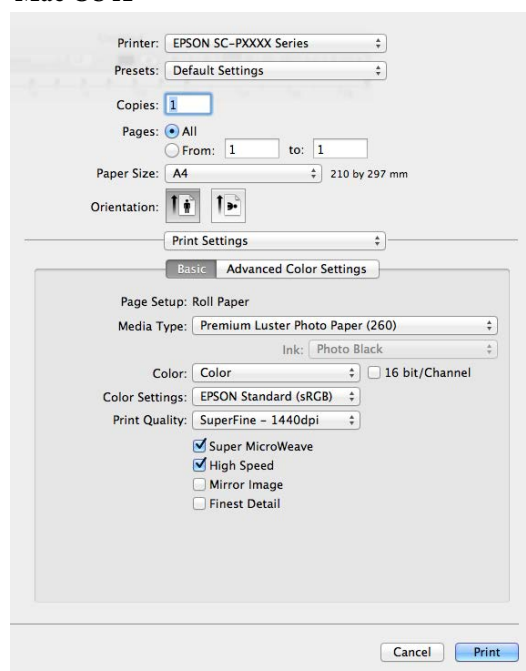 Printer: EPSON SC-PXXXX Series
Presets: Default Settings
Copies: 1
Pages: All
From: 1 to: 1
Paper Size: A4 210 by 297 mm
Orientation:
Print Settings
Basic Advanced Color Settings
Page Setup: Roll Paper
Media Type: Premium Luster Photo Paper (260)
Ink: Photo Black
Color: Color 16 bit/Channel
Color Settings: EPSON Standard (sRGB)
Print Quality: SuperFine - 1440dpi
Super MicroWeave
High Speed
Mirror Image
Finest Detail
Cancel Print